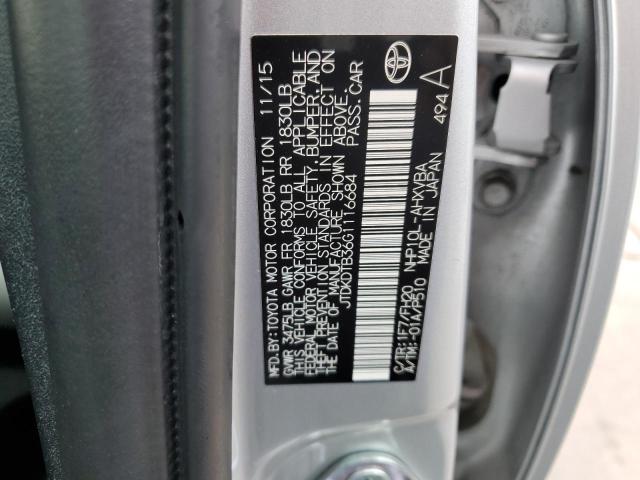 MFD. BY: TOYOTA MOTOR CORPORATION 11/15
GVWR 3475LB GAWR FR 1830LB RR 1830LB
THIS VEHICLE CONFORMS TO ALL APPLICABLE
FEDERAL MOTOR VEHICLE SAFETY, BUMPER, AND
THEFT PREVENTION STANDARDS IN EFFECT ON
THE DATE OF MANUFACTURE SHOWN ABOVE.
JTDKDTB36G1116684 PASS. CAR
C/TR: 1F7/FH20 NHP10L-AHXVBA
A/TM: -01A/P510 MADE IN JAPAN
494 A
TOYOTA